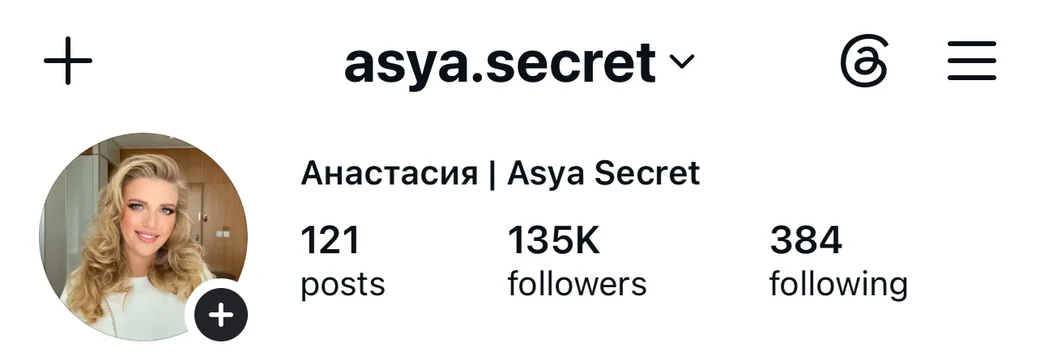 asya.secret
Анастасия | Asya Secret
121 135K 384
posts followers following